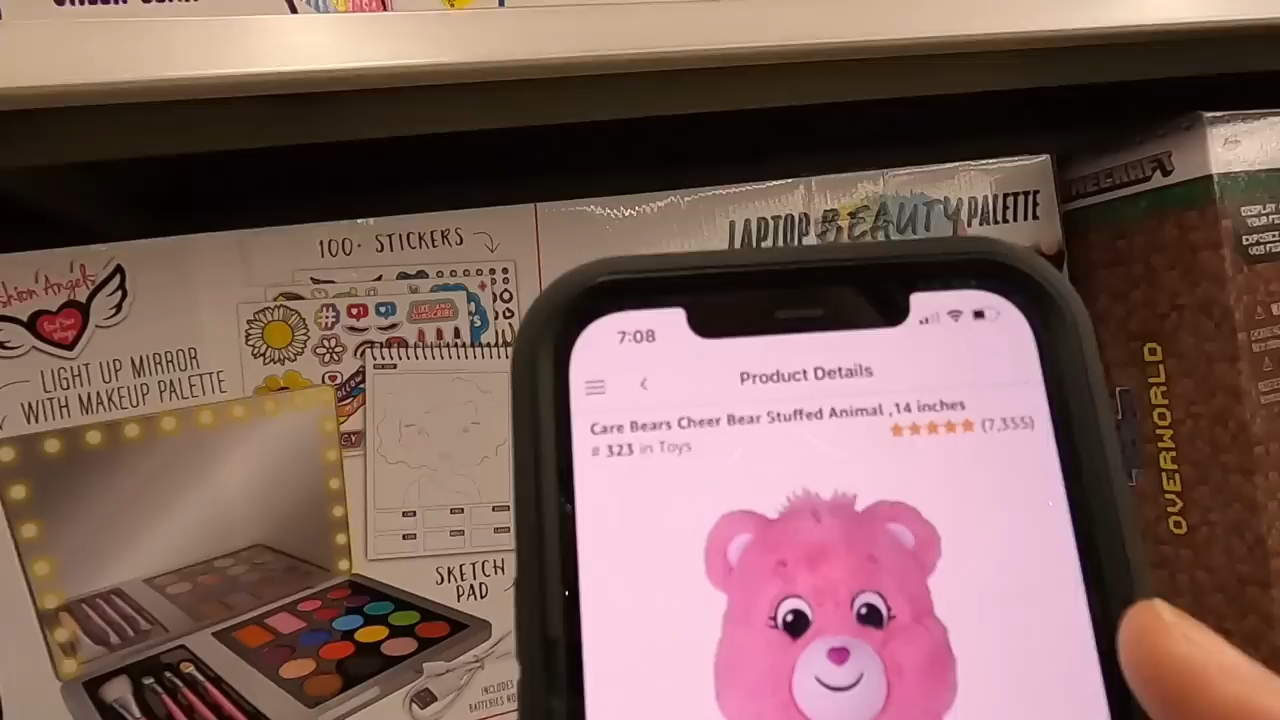 100+ STICKERS
LIGHT UP MIRROR
WITH MAKEUP PALETTE
LIKE AND
SUBSCRIBE
SKETCH
PAD
INCLUDES
LAPTOP BEAUTY PALETTE
7:08
Product Details
Care Bears Cheer Bear Stuffed Animal ,14 inches
(7,355)
# 323 in Toys
OVERWORLD